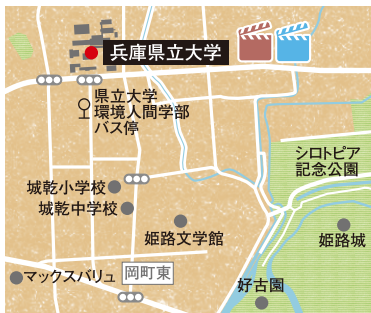 兵庫県立大学
県立大学
環境人間学部
バス停
シロトピア
記念公園
城乾小学校
城乾中学校
姫路文学館
姫路城
マックスバリュ
岡町東
好古園